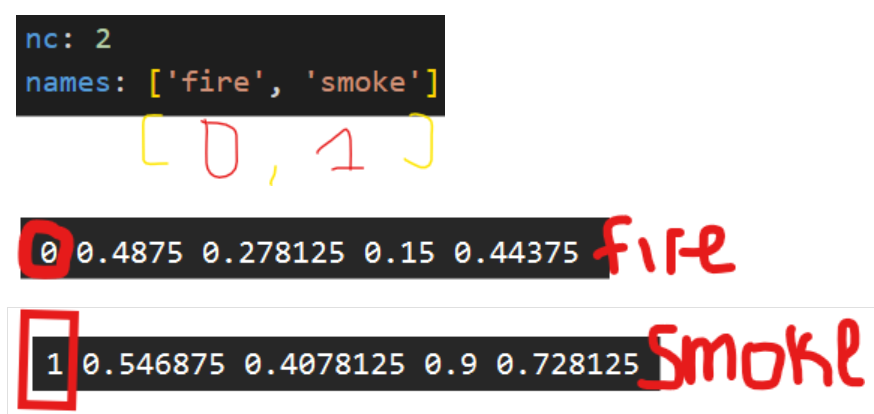 nc: 2
names: ['fire', 'smoke']
[ 0 , 1 ]
0 0.4875 0.278125 0.15 0.44375 fire
1 0.546875 0.4078125 0.9 0.728125 smoke